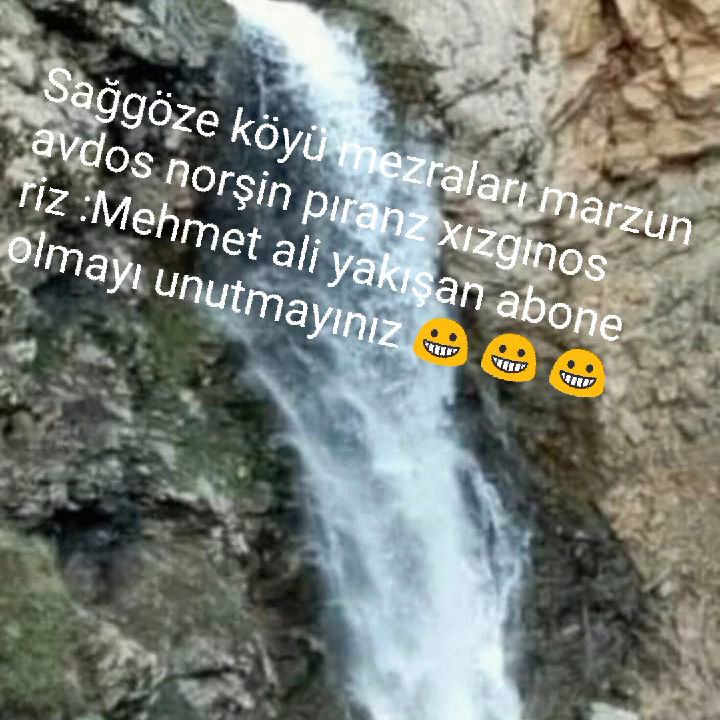 Sağgöze köyü mezraları marzun
avdos norşin pıranz xızgınos
riz :Mehmet ali yakışan abone
olmayı unutmayınız 😀 😀 😀